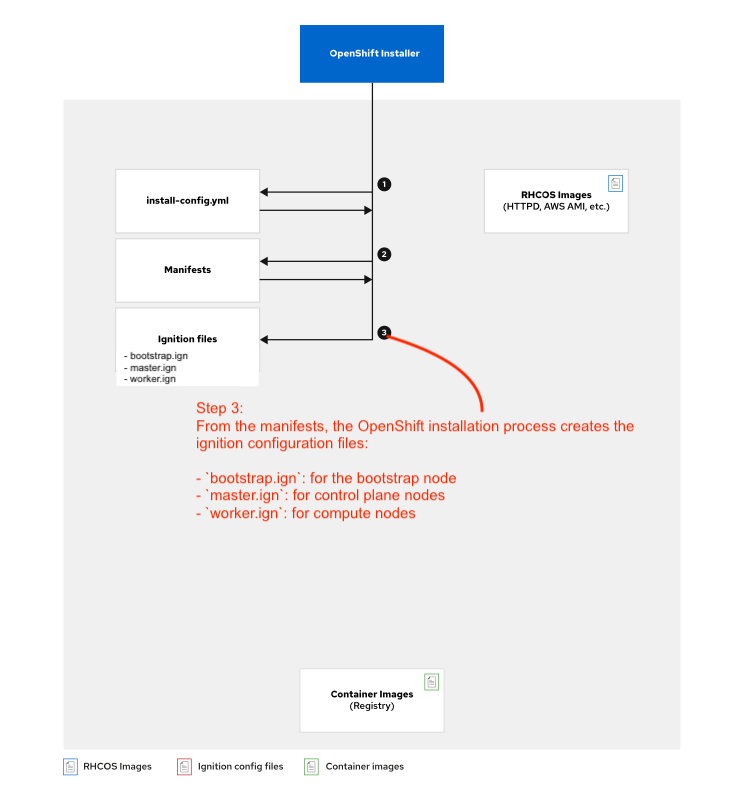 OpenShift Installer
1
install-config.yml
RHCOS Images
(HTTPD, AWS AMI, etc.)
2
Manifests
3
Ignition files
- bootstrap.ign
- master.ign
- worker.ign
Step 3:
From the manifests, the OpenShift installation process creates the
ignition configuration files:
- `bootstrap.ign`: for the bootstrap node
- `master.ign`: for control plane nodes
- `worker.ign`: for compute nodes
Container Images
(Registry)
RHCOS Images
Ignition config files
Container images